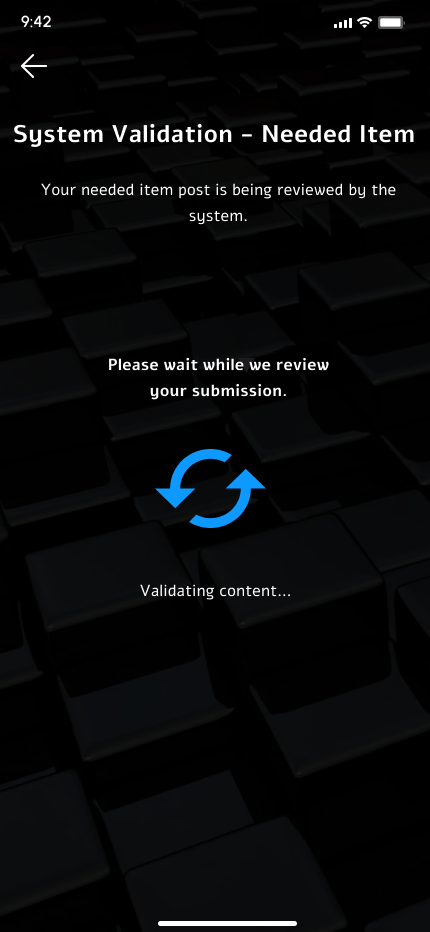 9:42
System Validation – Needed Item
Your needed item post is being reviewed by the
system.
Please wait while we review
your submission.
Validating content...